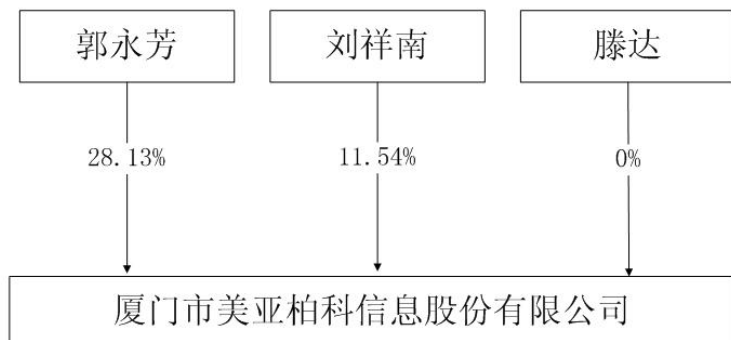 郭永芳
刘祥南
滕达
28.13%
11.54%
0%
厦门市美亚柏科信息股份有限公司